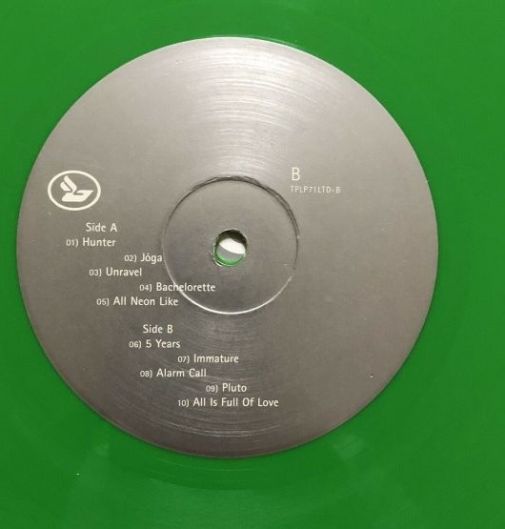 B
TPLP71LTD-B
Side A
01) Hunter
02) Jóga
03) Unravel
04) Bachelorette
05) All Neon Like
Side B
06) 5 Years
07) Immature
08) Alarm Call
09) Pluto
10) All Is Full Of Love